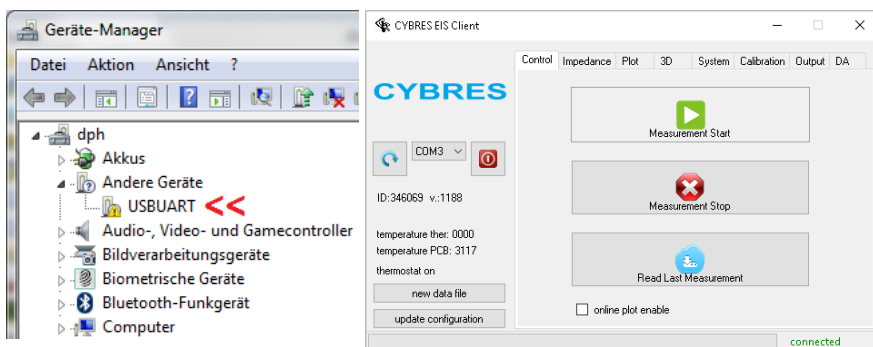 Geräte-Manager
Datei Aktion Ansicht ?
dph
Akkus
Andere Geräte
USBUART <<
Audio-, Video- und Gamecontroller
Bildverarbeitungsgeräte
Biometrische Geräte
Bluetooth-Funkgerät
Computer
CYBRES EIS Client
CYBRES
COM3
ID:346069 v.:1188
temperature ther: 0000
temperature PCB: 3117
thermostat on
new data file
update configuration
Control Impedance Plot 3D System Calibration Output DA
Measurement Start
Measurement Stop
Read Last Measurement
online plot enable
connected